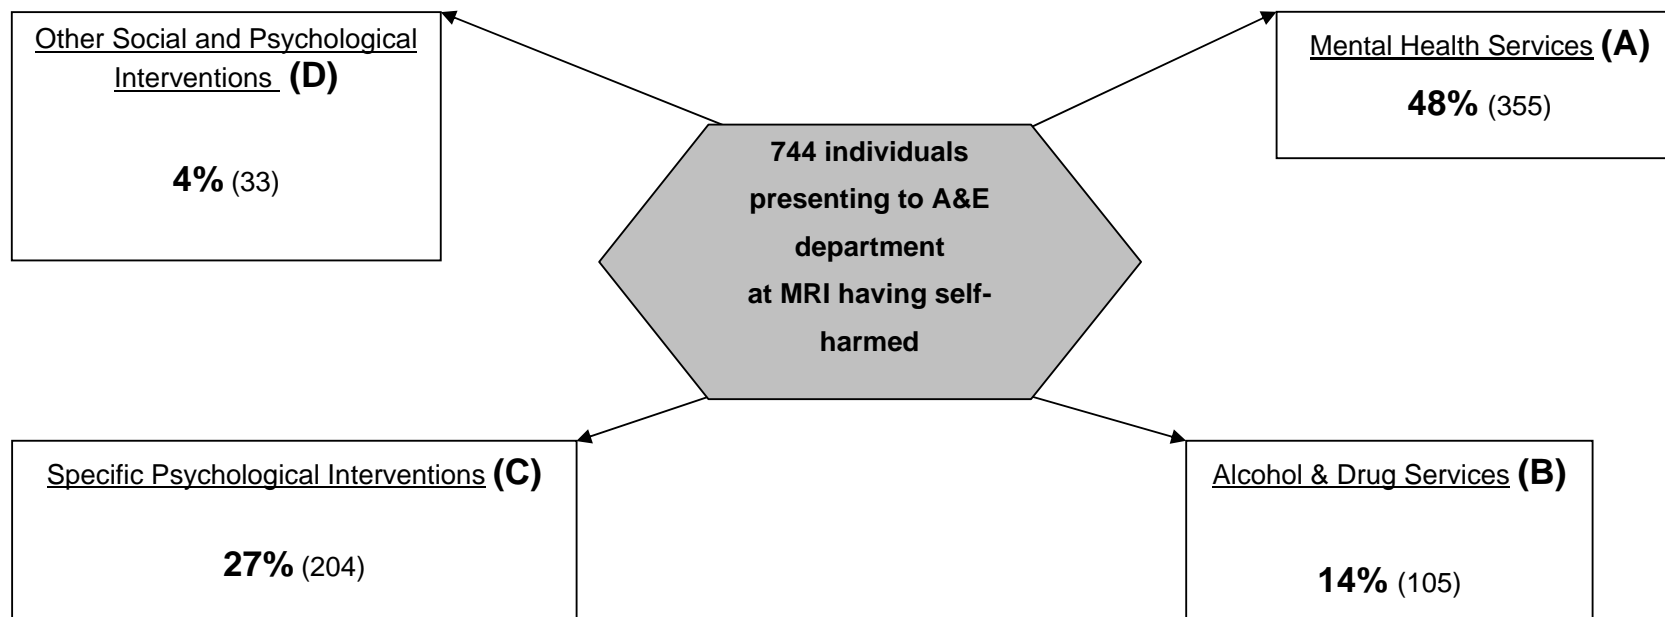 Other Social and Psychological
Interventions (D)
4% (33)
Mental Health Services (A)
48% (355)
744 individuals
presenting to A&E
department
at MRI having self-
harmed
Specific Psychological Interventions (C)
27% (204)
Alcohol & Drug Services (B)
14% (105)